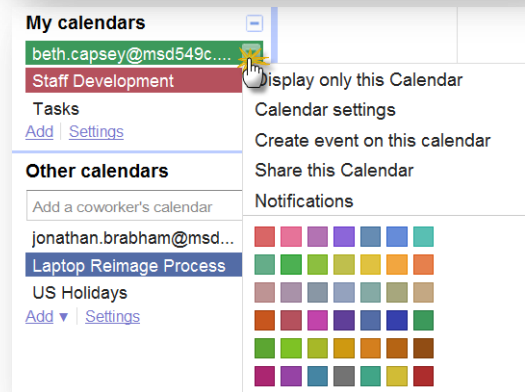 My calendars
beth.capsey@msd549c....
Staff Development
Tasks
Add Settings
Other calendars
Add a coworker's calendar
jonathan.brabham@msd...
Laptop Reimage Process
US Holidays
Add ▼ Settings
Display only this Calendar
Calendar settings
Create event on this calendar
Share this Calendar
Notifications